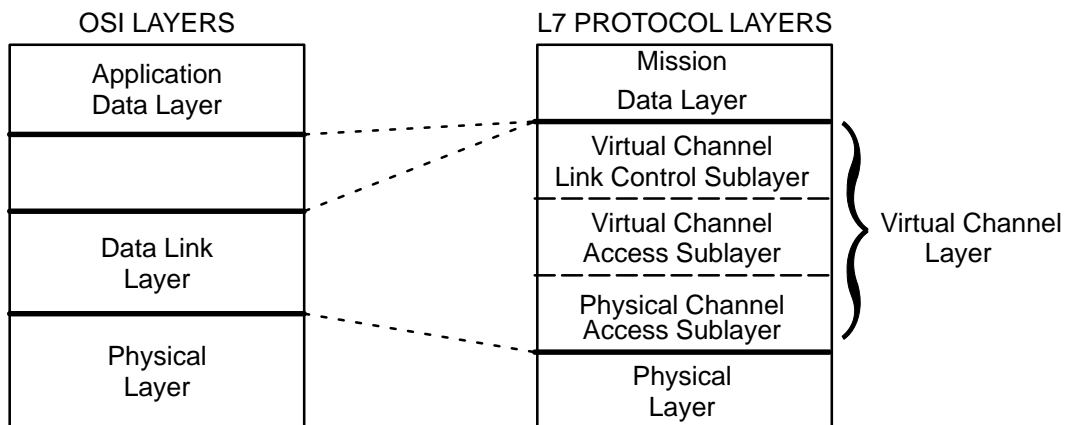 OSI LAYERS
Application
Data Layer
Data Link
Layer
Physical
Layer
L7 PROTOCOL LAYERS
Mission
Data Layer
Virtual Channel
Link Control Sublayer
Virtual Channel
Access Sublayer
Physical Channel
Access Sublayer
Physical
Layer
Virtual Channel
Layer